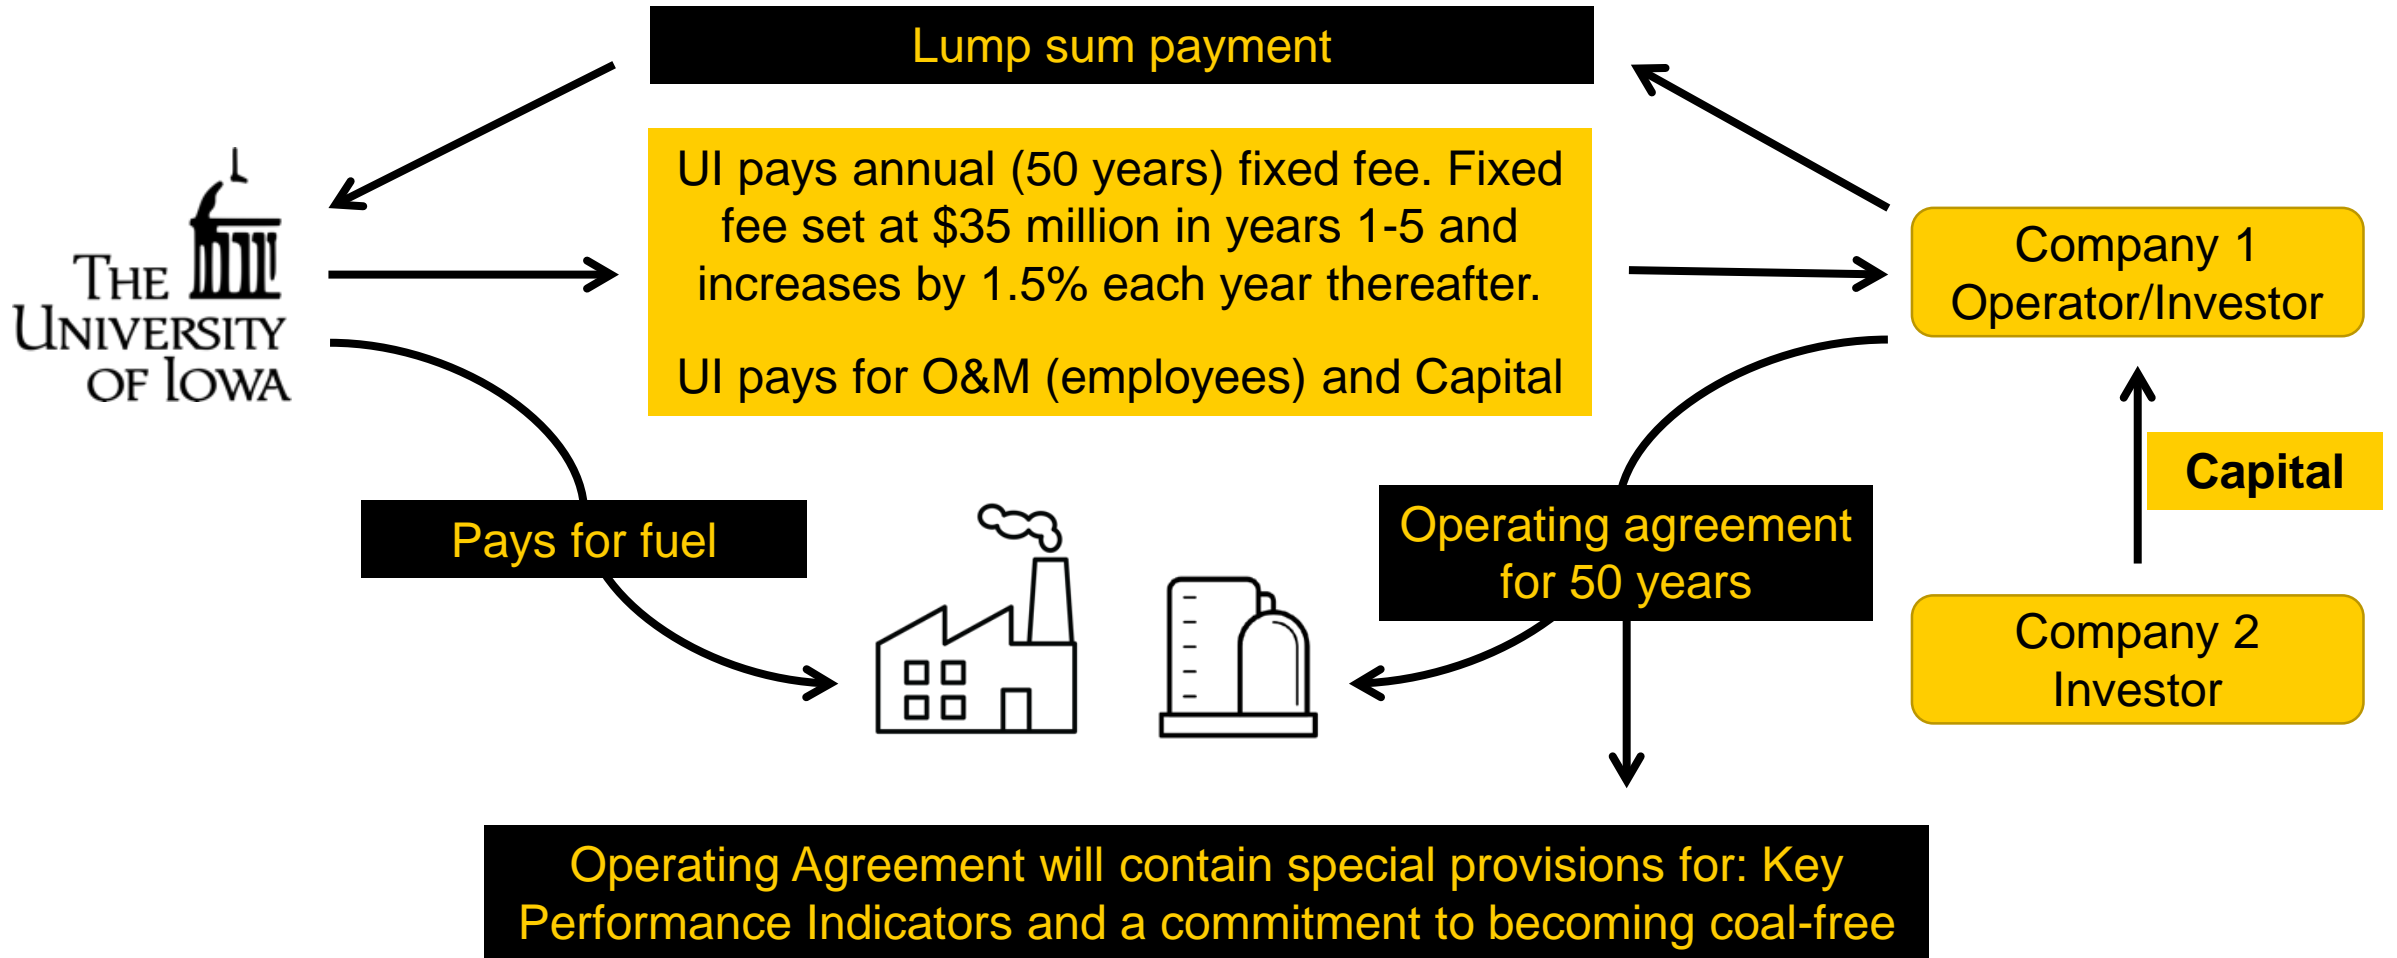 Lump sum payment
UI pays annual (50 years) fixed fee. Fixed
fee set at $35 million in years 1-5 and
increases by 1.5% each year thereafter.
UI pays for O&M (employees) and Capital
THE
UNIVERSITY
OF IOWA
Company 1
Operator/Investor
Capital
Pays for fuel
Operating agreement
for 50 years
Company 2
Investor
Operating Agreement will contain special provisions for: Key
Performance Indicators and a commitment to becoming coal-free